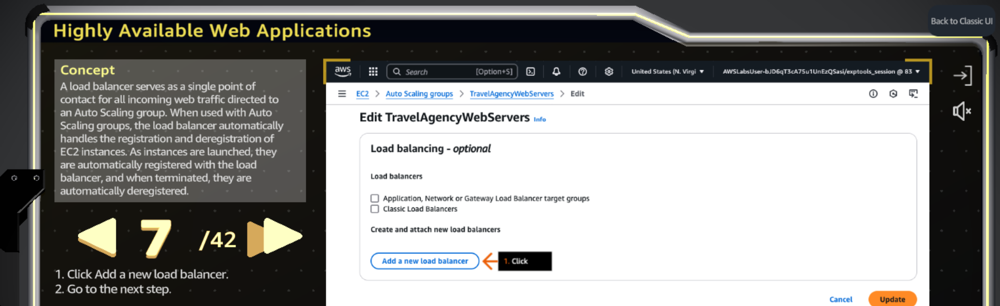 Back to Classic UI
Highly Available Web Applications
Concept
A load balancer serves as a single point of
contact for all incoming web traffic directed to
an Auto Scaling group. When used with Auto
Scaling groups, the load balancer automatically
handles the registration and deregistration of
EC2 instances. As instances are launched, they
are automatically registered with the load
balancer, and when terminated, they are
automatically deregistered.
7 /42
1. Click Add a new load balancer.
2. Go to the next step.
aws Search [Option+S] United States (N. Virgi AWSLabsUser-bJD6qT3cA75u1UnEzQSasi/exptools_session @ 83
EC2 > Auto Scaling groups > TravelAgencyWebServers > Edit
Edit TravelAgencyWebServers Info
Load balancing - optional
Load balancers
Application, Network or Gateway Load Balancer target groups
Classic Load Balancers
Create and attach new load balancers
Add a new load balancer 1. Click
Cancel Update